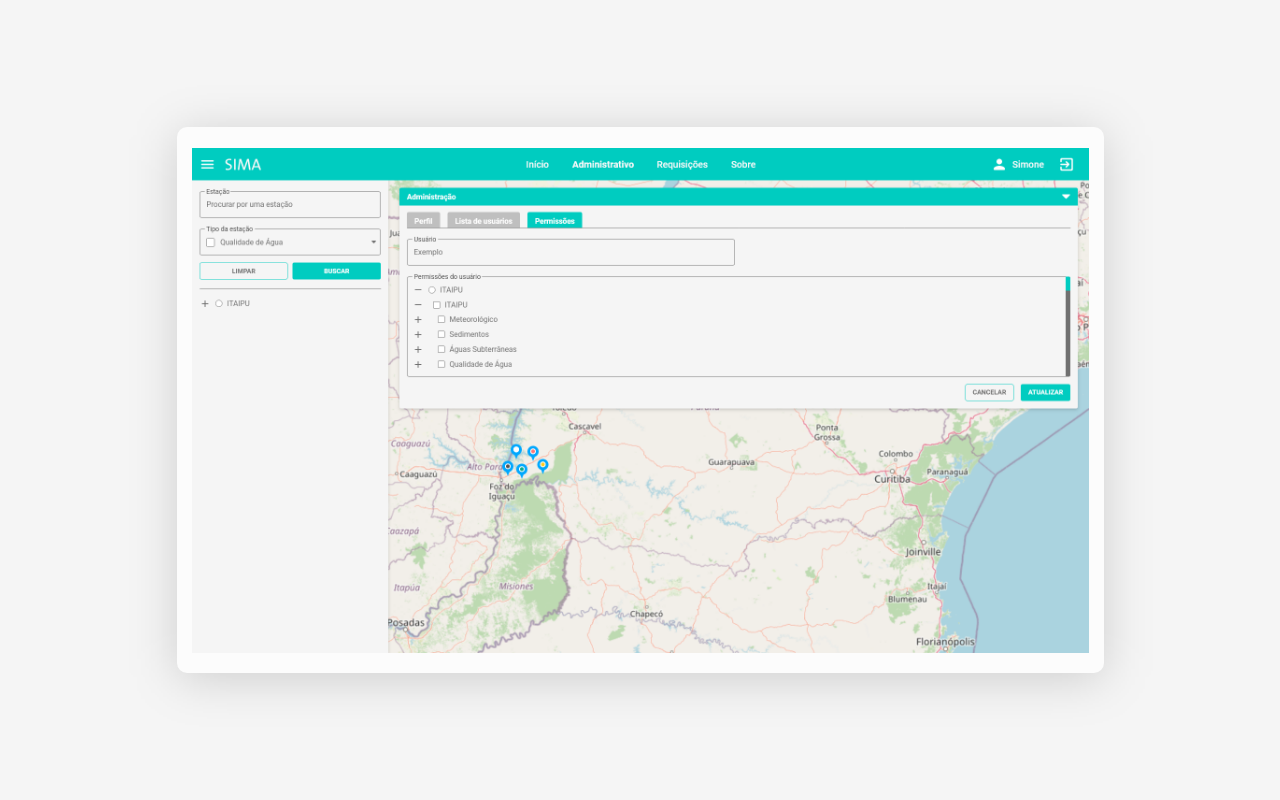 SIMA
Início
Administrativo
Requisições
Sobre
Simone
Estação
Procurar por uma estação
Tipo da estação
Qualidade de Água
LIMPAR
BUSCAR
ITAIPU
Administração
Perfil
Lista de usuários
Permissões
Usuário
Exemplo
Permissões do usuário
ITAIPU
ITAIPU
Meteorológico
Sedimentos
Águas Subterrâneas
Qualidade de Água
CANCELAR
ATUALIZAR
Cascavel
Ponta
Grossa
Caaguazú
Colombo
Guarapuava
Alto Para
Paranaguá
Caaguazú
Curitiba
Foz do
Iguaçu
Caazapá
Joinville
Itapúa
Misiones
Itajaí
Blumenau
Chapecó
Posadas
Florianópolis